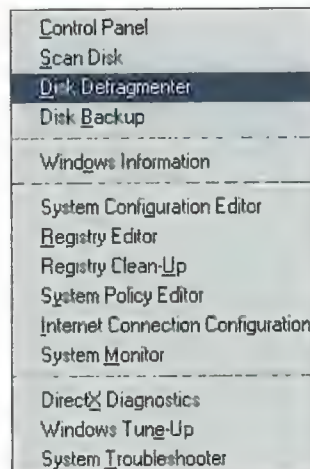 Control Panel
Scan Disk
Disk Defragmenter
Disk Backup
Windows Information
System Configuration Editor
Registry Editor
Registry Clean-Up
System Policy Editor
Internet Connection Configuration
System Monitor
DirectX Diagnostics
Windows Tune-Up
System Troubleshooter